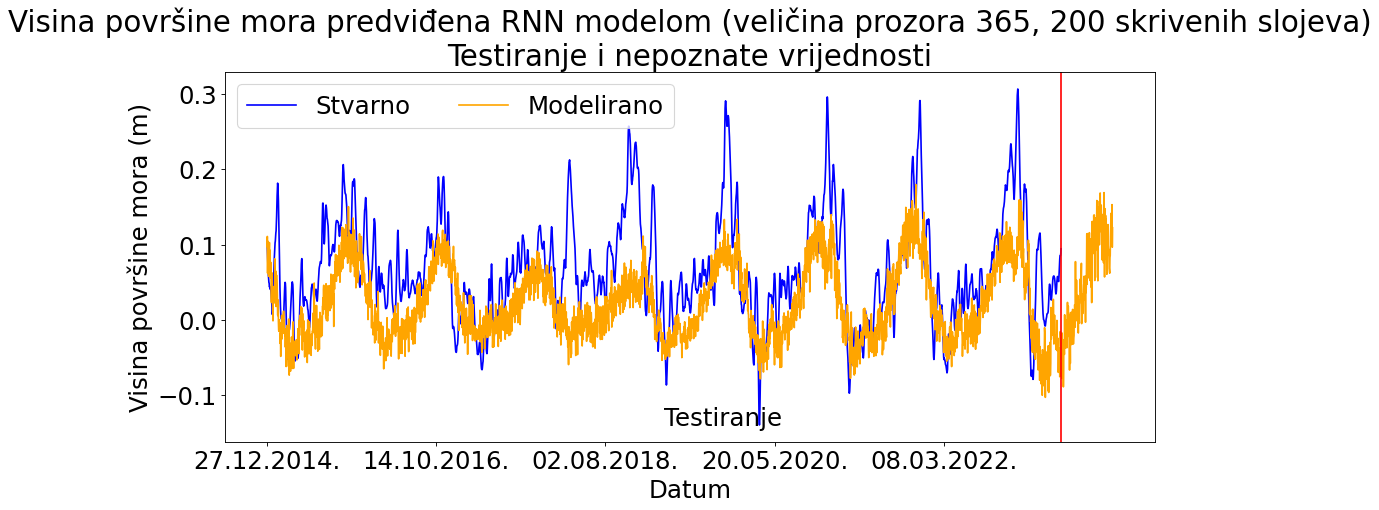 Visina površine mora predviđena RNN modelom (veličina prozora 365, 200 skrivenih slojeva)
Testiranje i nepoznate vrijednosti
Stvarno Modelirano
Visina površine mora (m)
0.3
0.2
0.1
0.0
−0.1
Testiranje
27.12.2014. 14.10.2016. 02.08.2018. 20.05.2020. 08.03.2022.
Datum